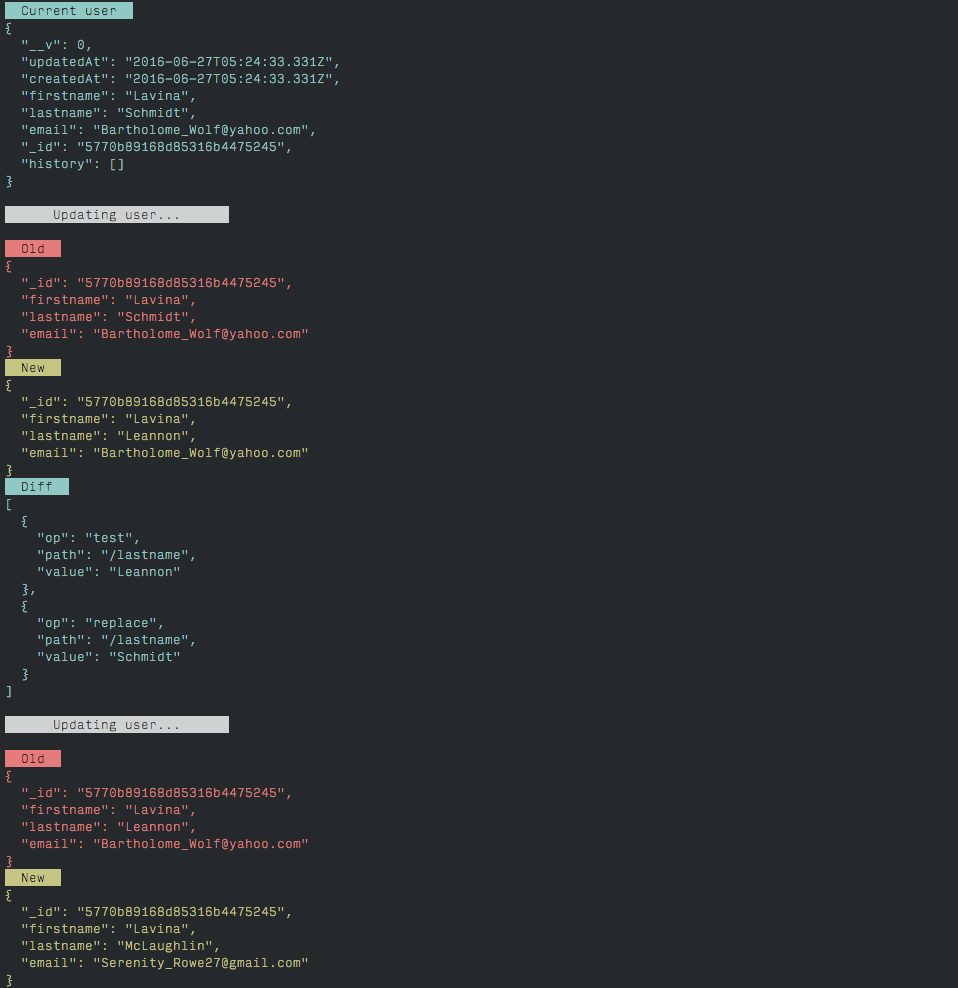 Current user
{
  "__v": 0,
  "updatedAt": "2016-06-27T05:24:33.331Z",
  "createdAt": "2016-06-27T05:24:33.331Z",
  "firstname": "Lavina",
  "lastname": "Schmidt",
  "email": "Bartholome_Wolf@yahoo.com",
  "_id": "5770b89168d85316b4475245",
  "history": []
}
Updating user...
Old
{
  "_id": "5770b89168d85316b4475245",
  "firstname": "Lavina",
  "lastname": "Schmidt",
  "email": "Bartholome_Wolf@yahoo.com"
}
New
{
  "_id": "5770b89168d85316b4475245",
  "firstname": "Lavina",
  "lastname": "Leannon",
  "email": "Bartholome_Wolf@yahoo.com"
}
Diff
[
  {
    "op": "test",
    "path": "/lastname",
    "value": "Leannon"
  },
  {
    "op": "replace",
    "path": "/lastname",
    "value": "Schmidt"
  }
]
Updating user...
Old
{
  "_id": "5770b89168d85316b4475245",
  "firstname": "Lavina",
  "lastname": "Leannon",
  "email": "Bartholome_Wolf@yahoo.com"
}
New
{
  "_id": "5770b89168d85316b4475245",
  "firstname": "Lavina",
  "lastname": "McLaughlin",
  "email": "Serenity_Rowe27@gmail.com"
}